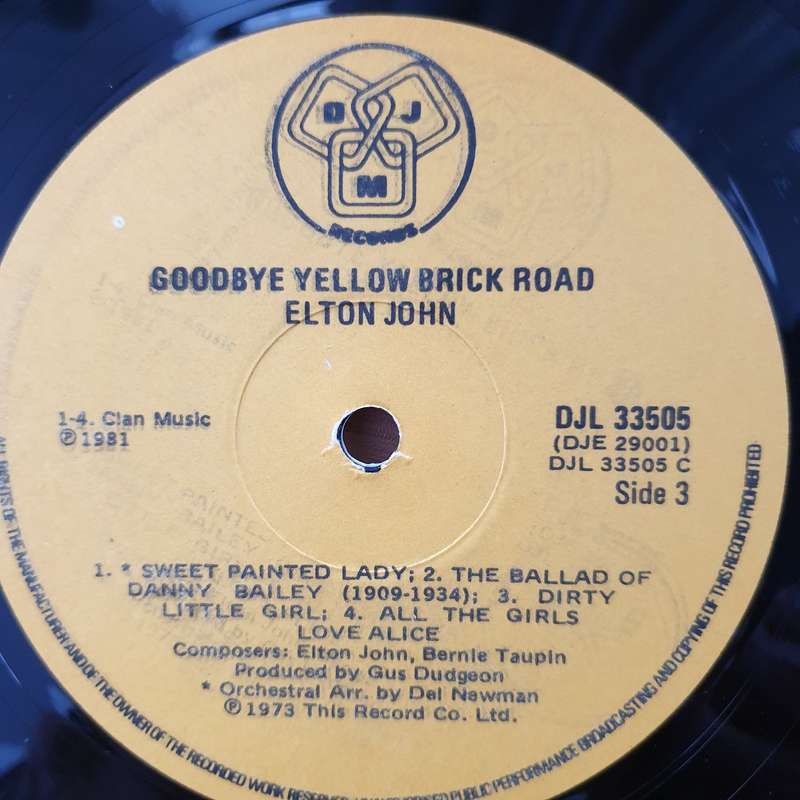 D J
M
RECORDS
GOODBYE YELLOW BRICK ROAD
ELTON JOHN
1-4. Clan Music
℗ 1981
DJL 33505
(DJE 29001)
DJL 33505 C
Side 3
1. * SWEET PAINTED LADY; 2. THE BALLAD OF
DANNY BAILEY (1909-1934); 3. DIRTY
LITTLE GIRL; 4. ALL THE GIRLS
LOVE ALICE
Composers: Elton John, Bernie Taupin
Produced by Gus Dudgeon
* Orchestral Arr. by Del Newman
℗ 1973 This Record Co. Ltd.
ALL RIGHTS OF THE MANUFACTURER AND OF THE OWNER OF THE RECORDED WORK RESERVED PUBLIC PERFORMANCE BROADCASTING AND COPYING OF THIS RECORD PROHIBITED